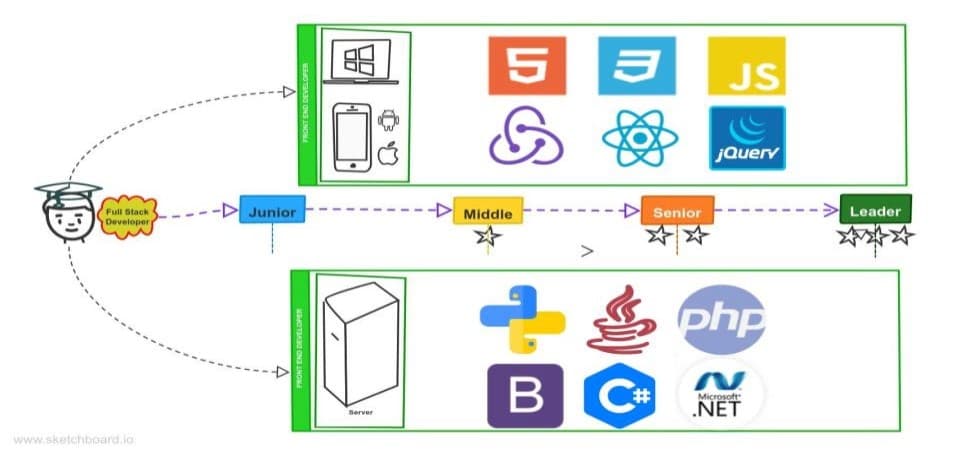 FRONT END DEVELOPER
5
3
JS
jQuery
Full Stack
Developer
Junior
Middle
Senior
Leader
>
FRONT END DEVELOPER
Server
php
B
C#
Microsoft®
.NET
www.sketchboard.io